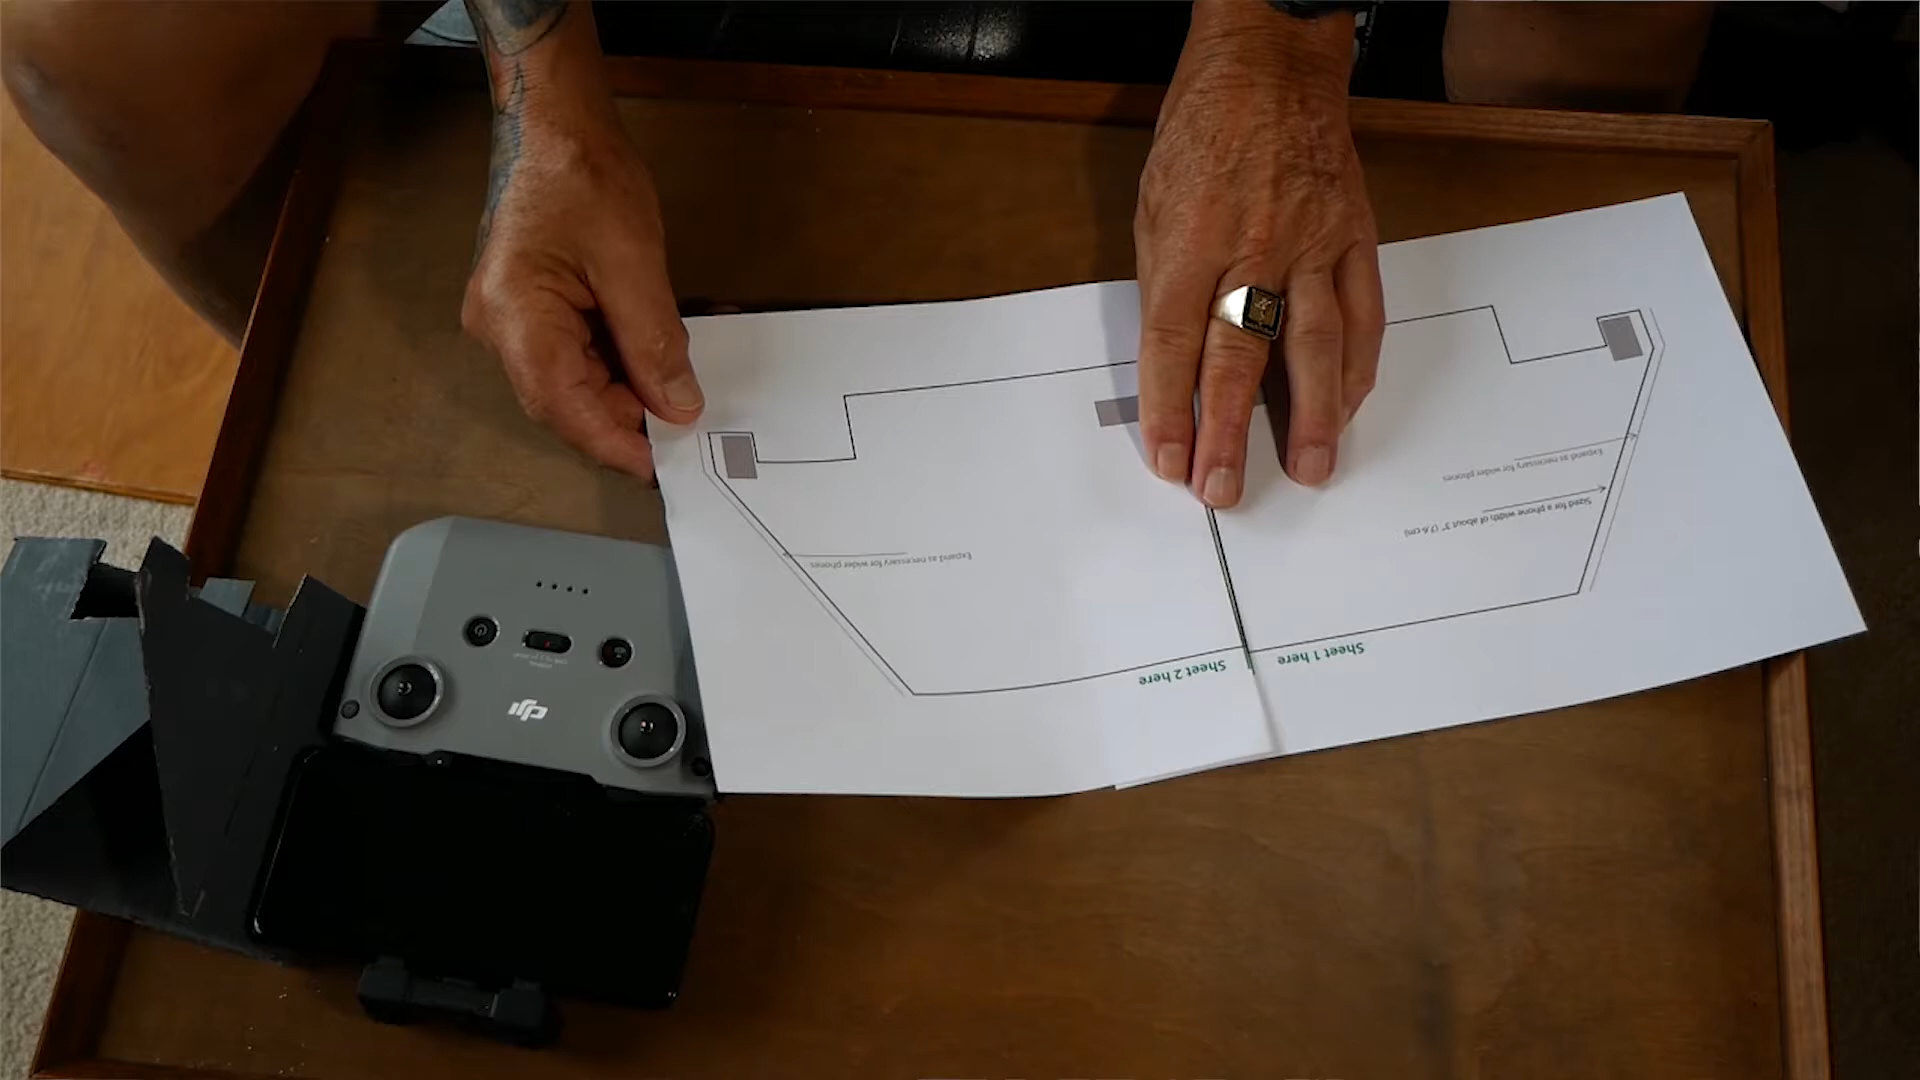 Expand as necessary for wider phones
Sized for a phone width of about 3" (7.6 cm)
Expand as necessary for wider phones
Sheet 1 here
Sheet 2 here
dji